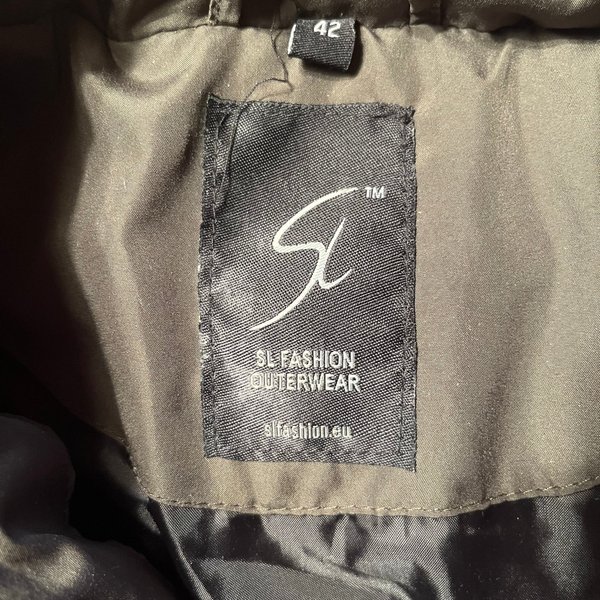 42
SL™
SL FASHION
OUTERWEAR
slfashion.eu